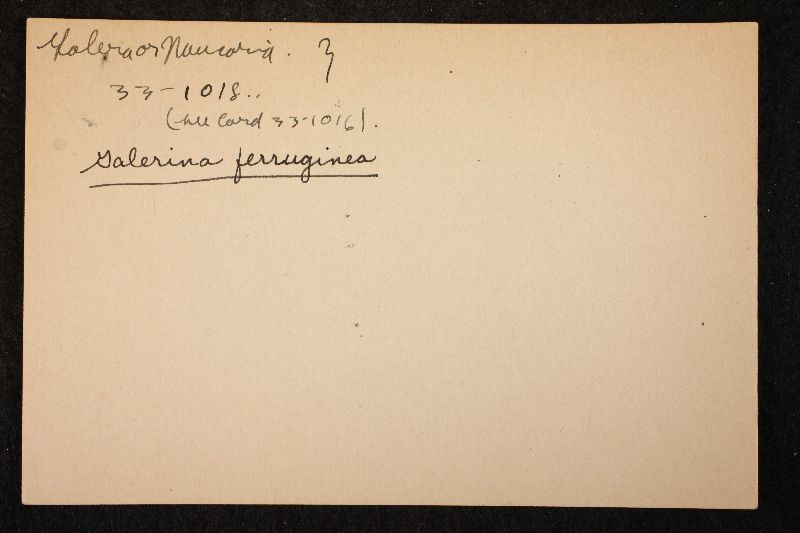 Galera or Naucoria. 3
33-1018..
(see Card 33-1016).
Galerina ferruginea